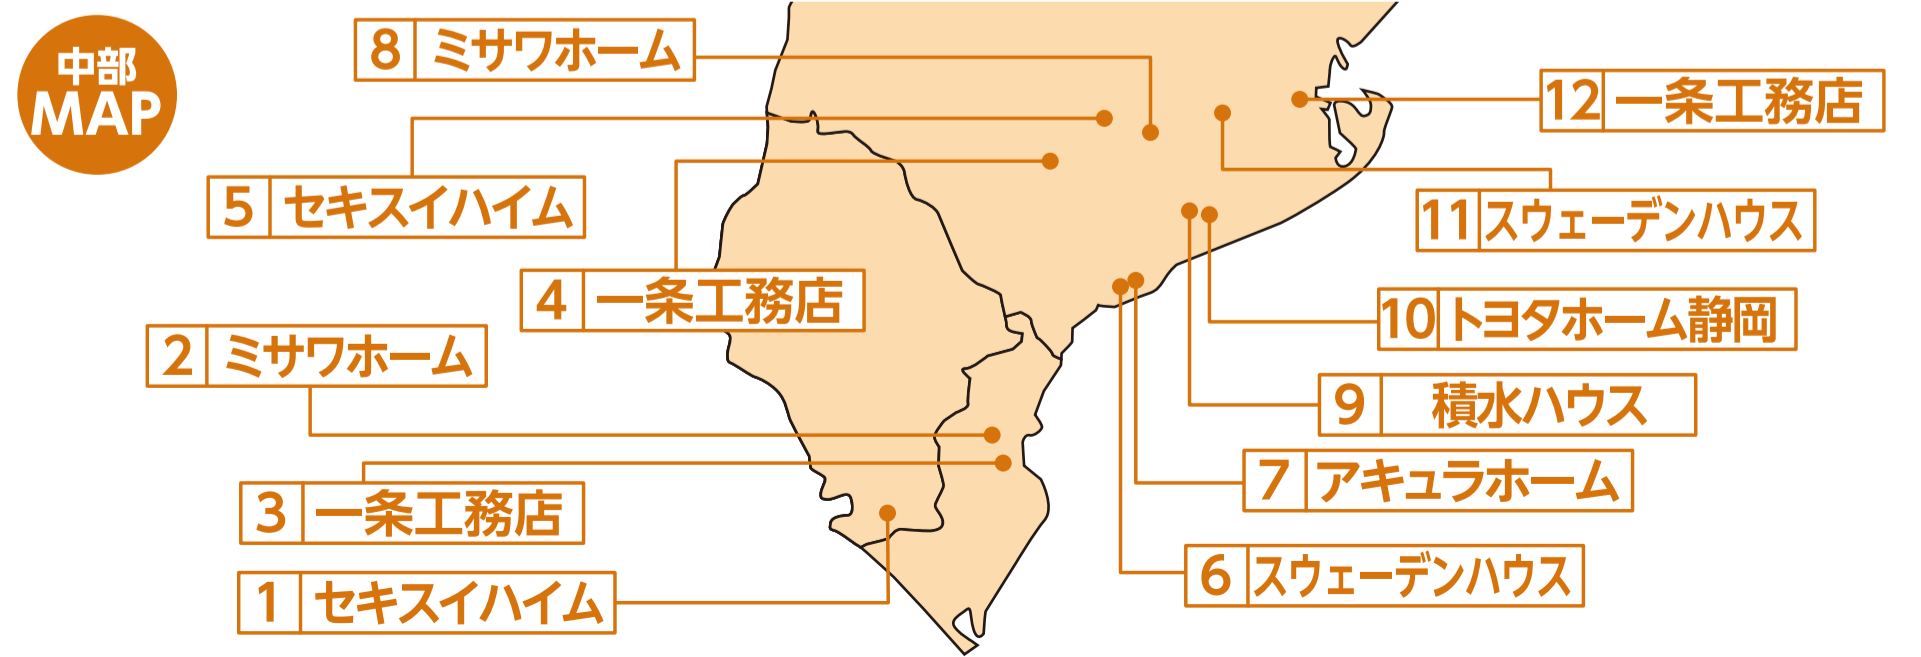 中部
MAP
8 ミサワホーム
12 一条工務店
5 セキスイハイム
11 スウェーデンハウス
4 一条工務店
10 トヨタホーム静岡
2 ミサワホーム
9 積水ハウス
7 アキュラホーム
3 一条工務店
6 スウェーデンハウス
1 セキスイハイム